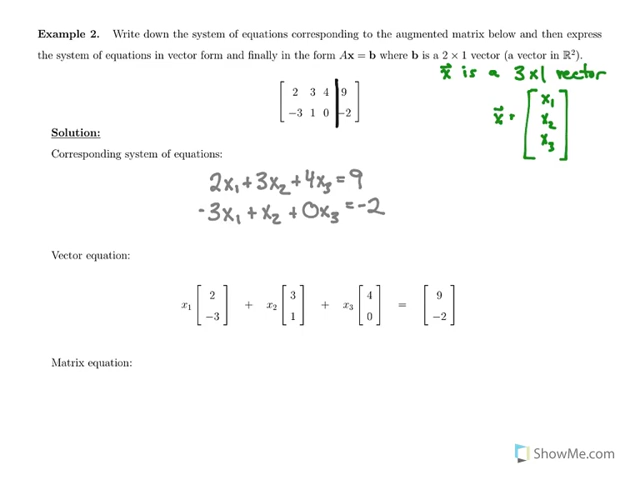 Example 2. Write down the system of equations corresponding to the augmented matrix below and then express
the system of equations in vector form and finally in the form Ax = b where b is a 2 × 1 vector (a vector in ℝ²).
x⃗ is a 3x1 vector
2 3 4 9
-3 1 0 -2
x⃗ =
x₁
x₂
x₃
Solution:
Corresponding system of equations:
2x₁+3x₂+4x₃=9
-3x₁+x₂+0x₃=-2
Vector equation:
x₁ [2 −3] + x₂ [3 1] + x₃ [4 0] = [9 −2]
Matrix equation:
ShowMe.com